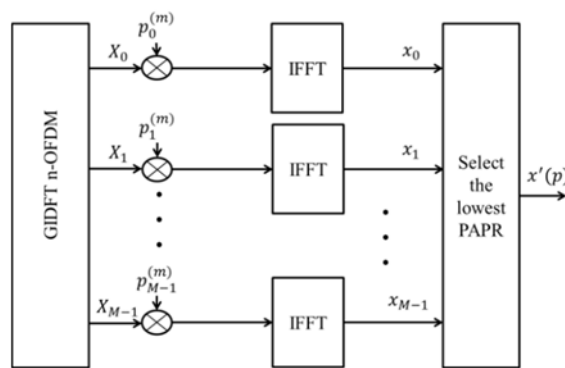 p_0^{(m)}
X_0
IFFT
x_0
p_1^{(m)}
X_1
IFFT
x_1
GIDFT n-OFDM
Select
the
lowest
PAPR
x'(p)
p_{M-1}^{(m)}
X_{M-1}
IFFT
x_{M-1}